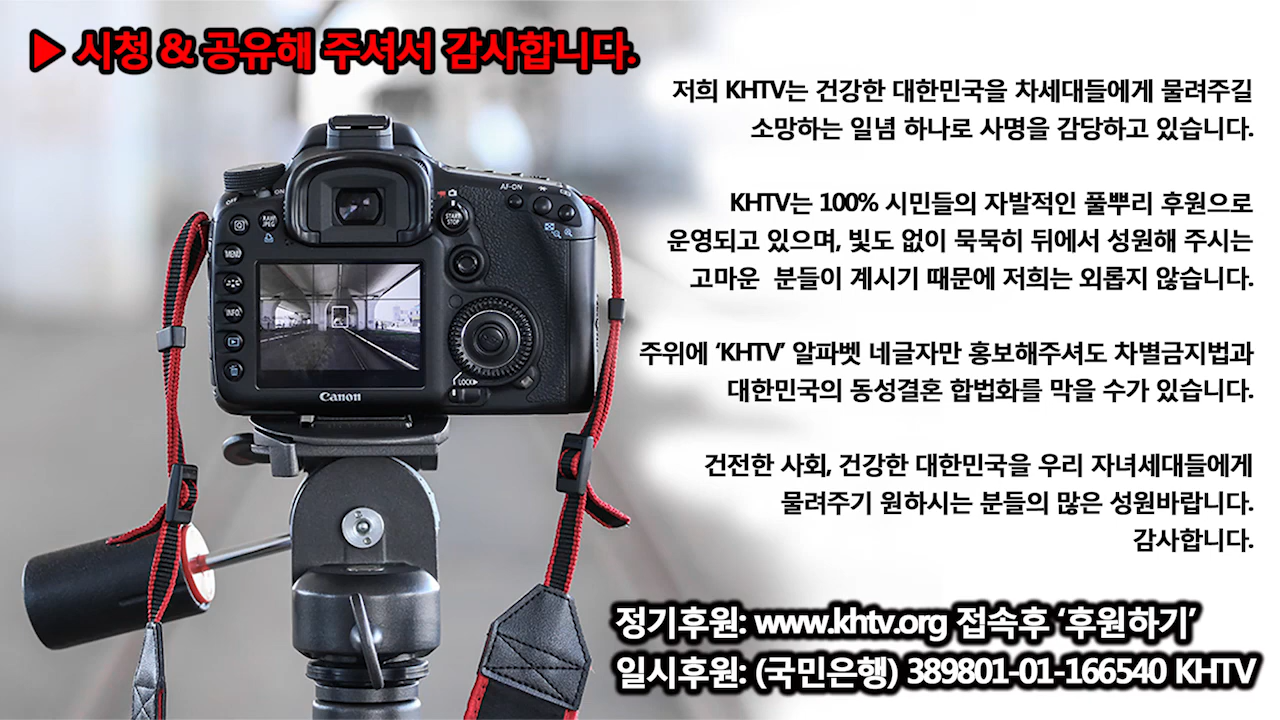 ▶ 시청 & 공유해 주셔서 감사합니다.
저희 KHTV는 건강한 대한민국을 차세대들에게 물려주길
소망하는 일념 하나로 사명을 감당하고 있습니다.
KHTV는 100% 시민들의 자발적인 풀뿌리 후원으로
운영되고 있으며, 빛도 없이 묵묵히 뒤에서 성원해 주시는
고마운 분들이 계시기 때문에 저희는 외롭지 않습니다.
주위에 ‘KHTV’ 알파벳 네글자만 홍보해주셔도 차별금지법과
대한민국의 동성결혼 합법화를 막을 수가 있습니다.
건전한 사회, 건강한 대한민국을 우리 자녀세대들에게
물려주기 원하시는 분들의 많은 성원바랍니다.
감사합니다.
정기후원: www.khtv.org 접속후 ‘후원하기’
일시후원: (국민은행) 389801-01-166540 KHTV
OFF ON
RAW
JPEG
START
STOP
AF-ON
MENU
INFO.
LOCK▶
Canon